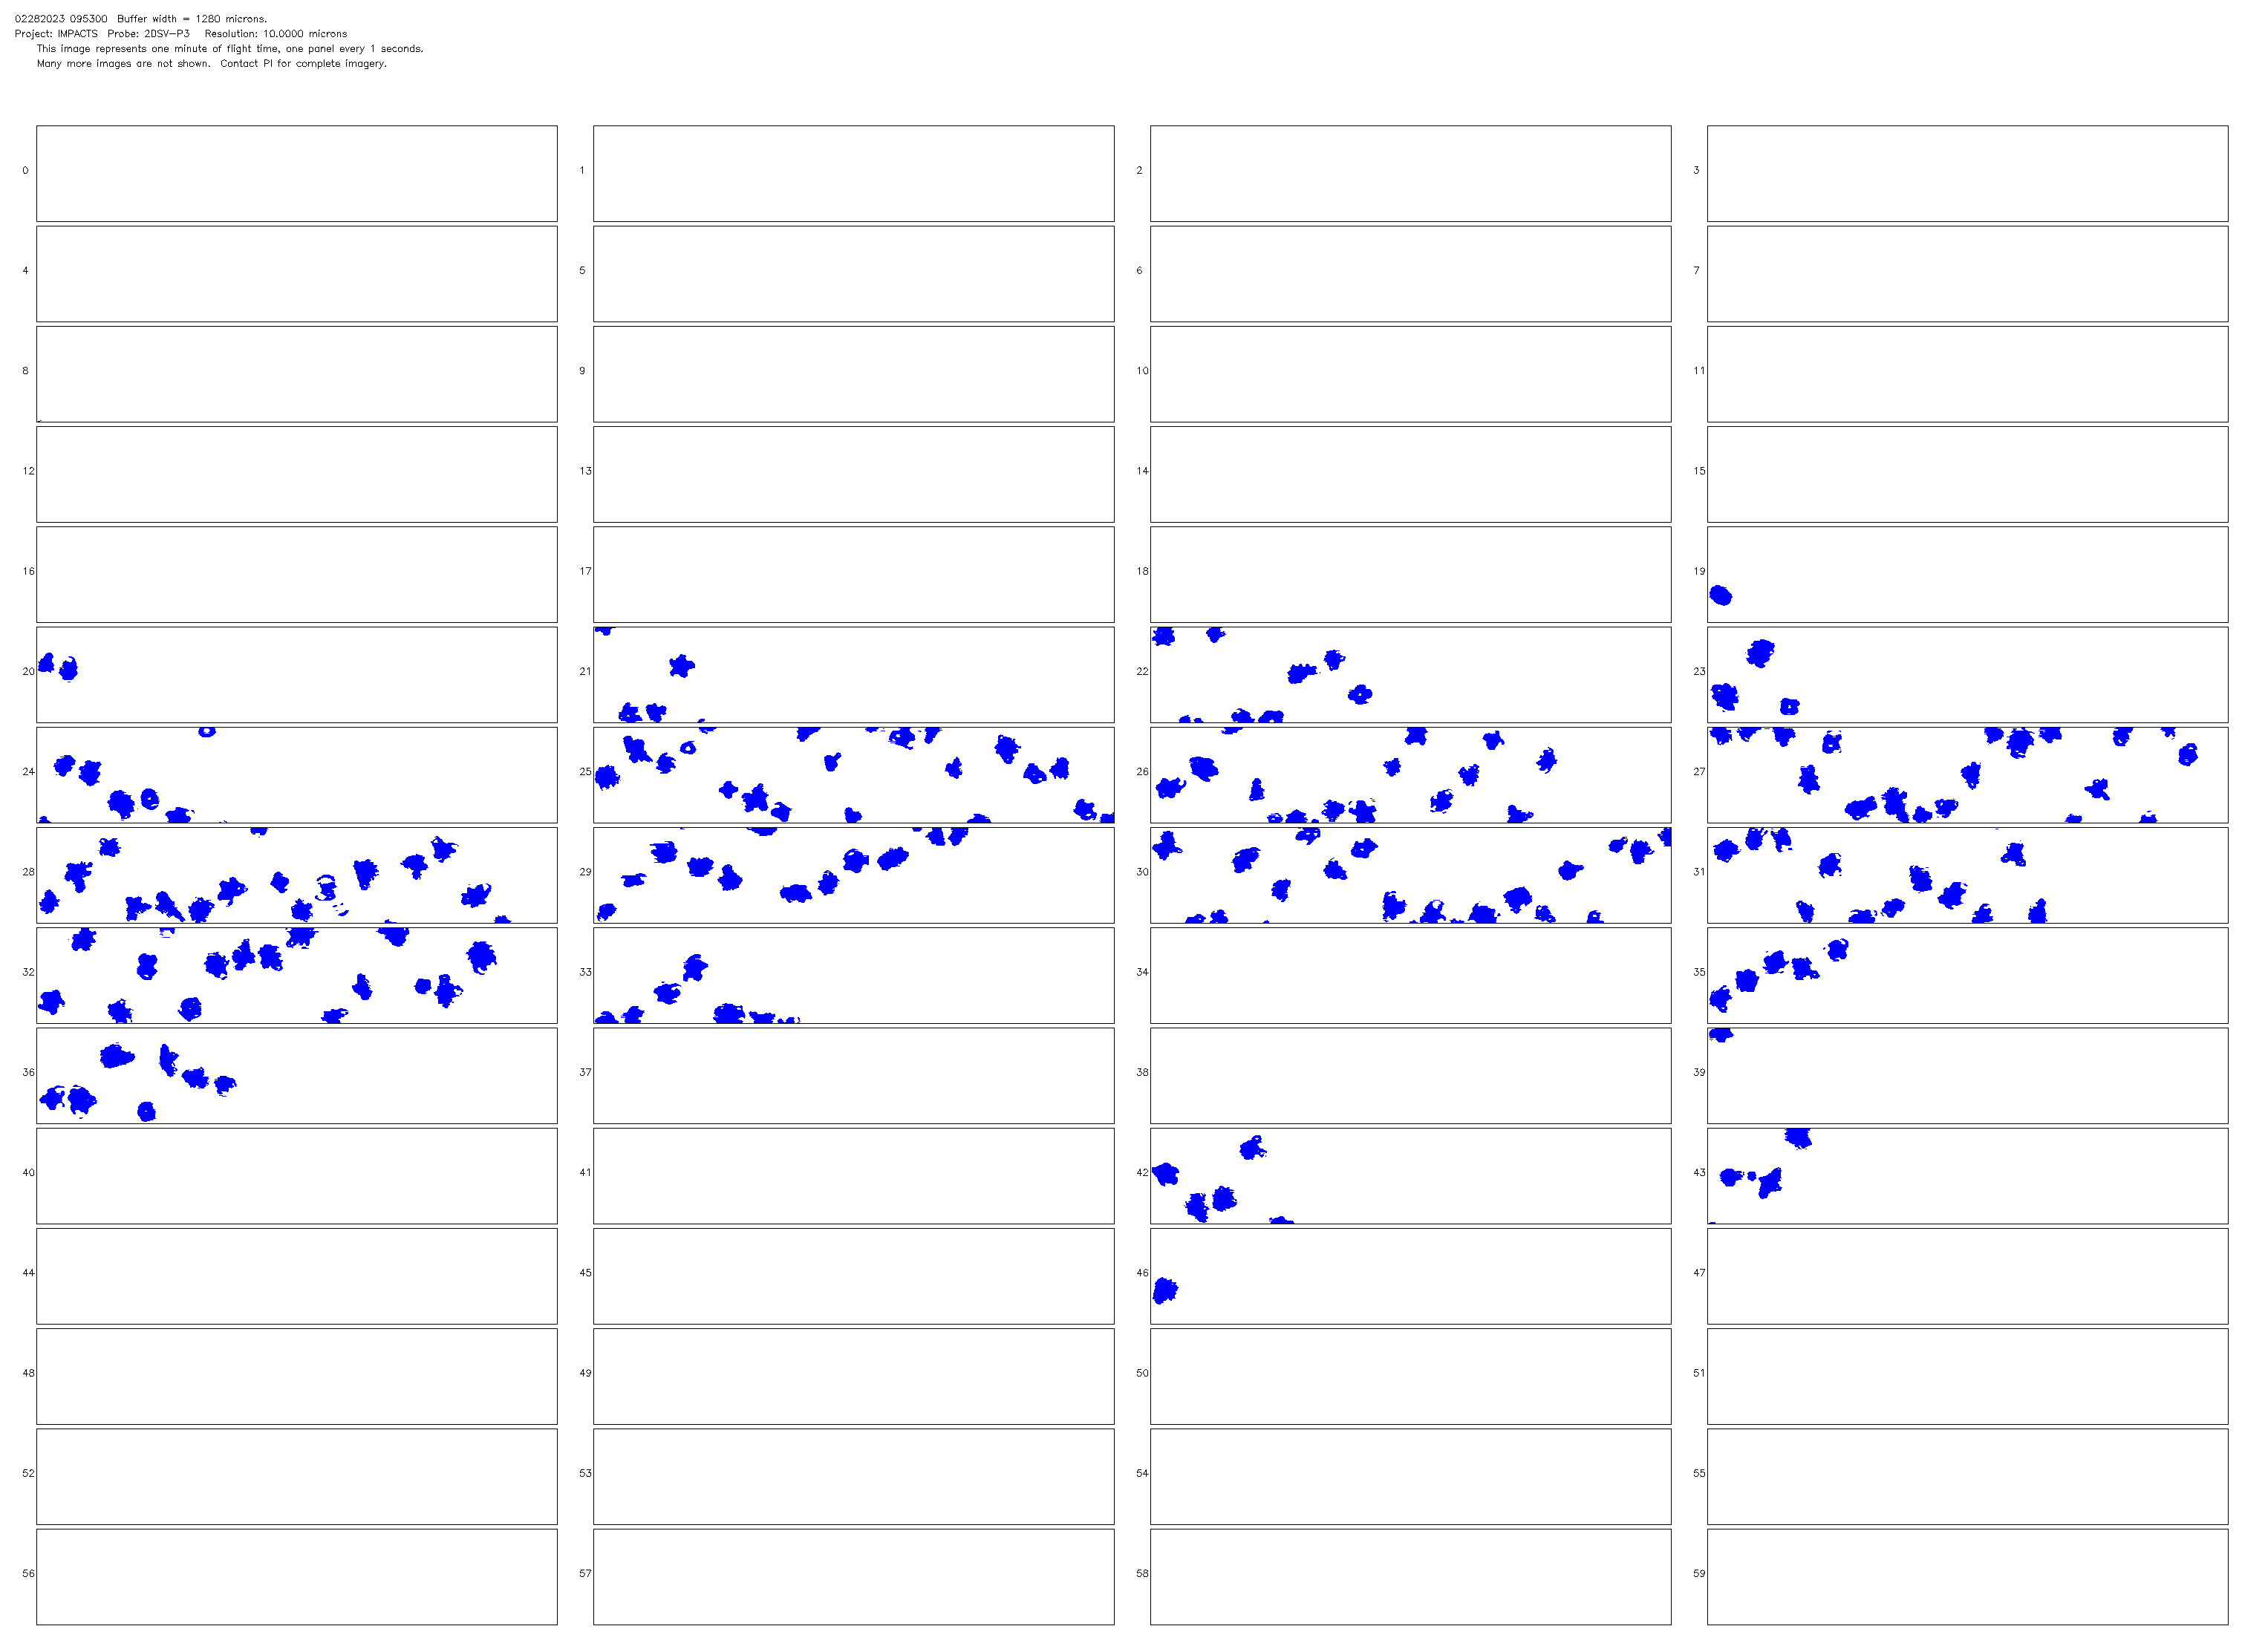 02282023 095300  Buffer width = 1280 microns.
Project: IMPACTS  Probe: 2DSV-P3   Resolution: 10.0000 microns
This image represents one minute of flight time, one panel every 1 seconds.
Many more images are not shown.  Contact PI for complete imagery.
0 1 2 3
4 5 6 7
8 9 10 11
12 13 14 15
16 17 18 19
20 21 22 23
24 25 26 27
28 29 30 31
32 33 34 35
36 37 38 39
40 41 42 43
44 45 46 47
48 49 50 51
52 53 54 55
56 57 58 59